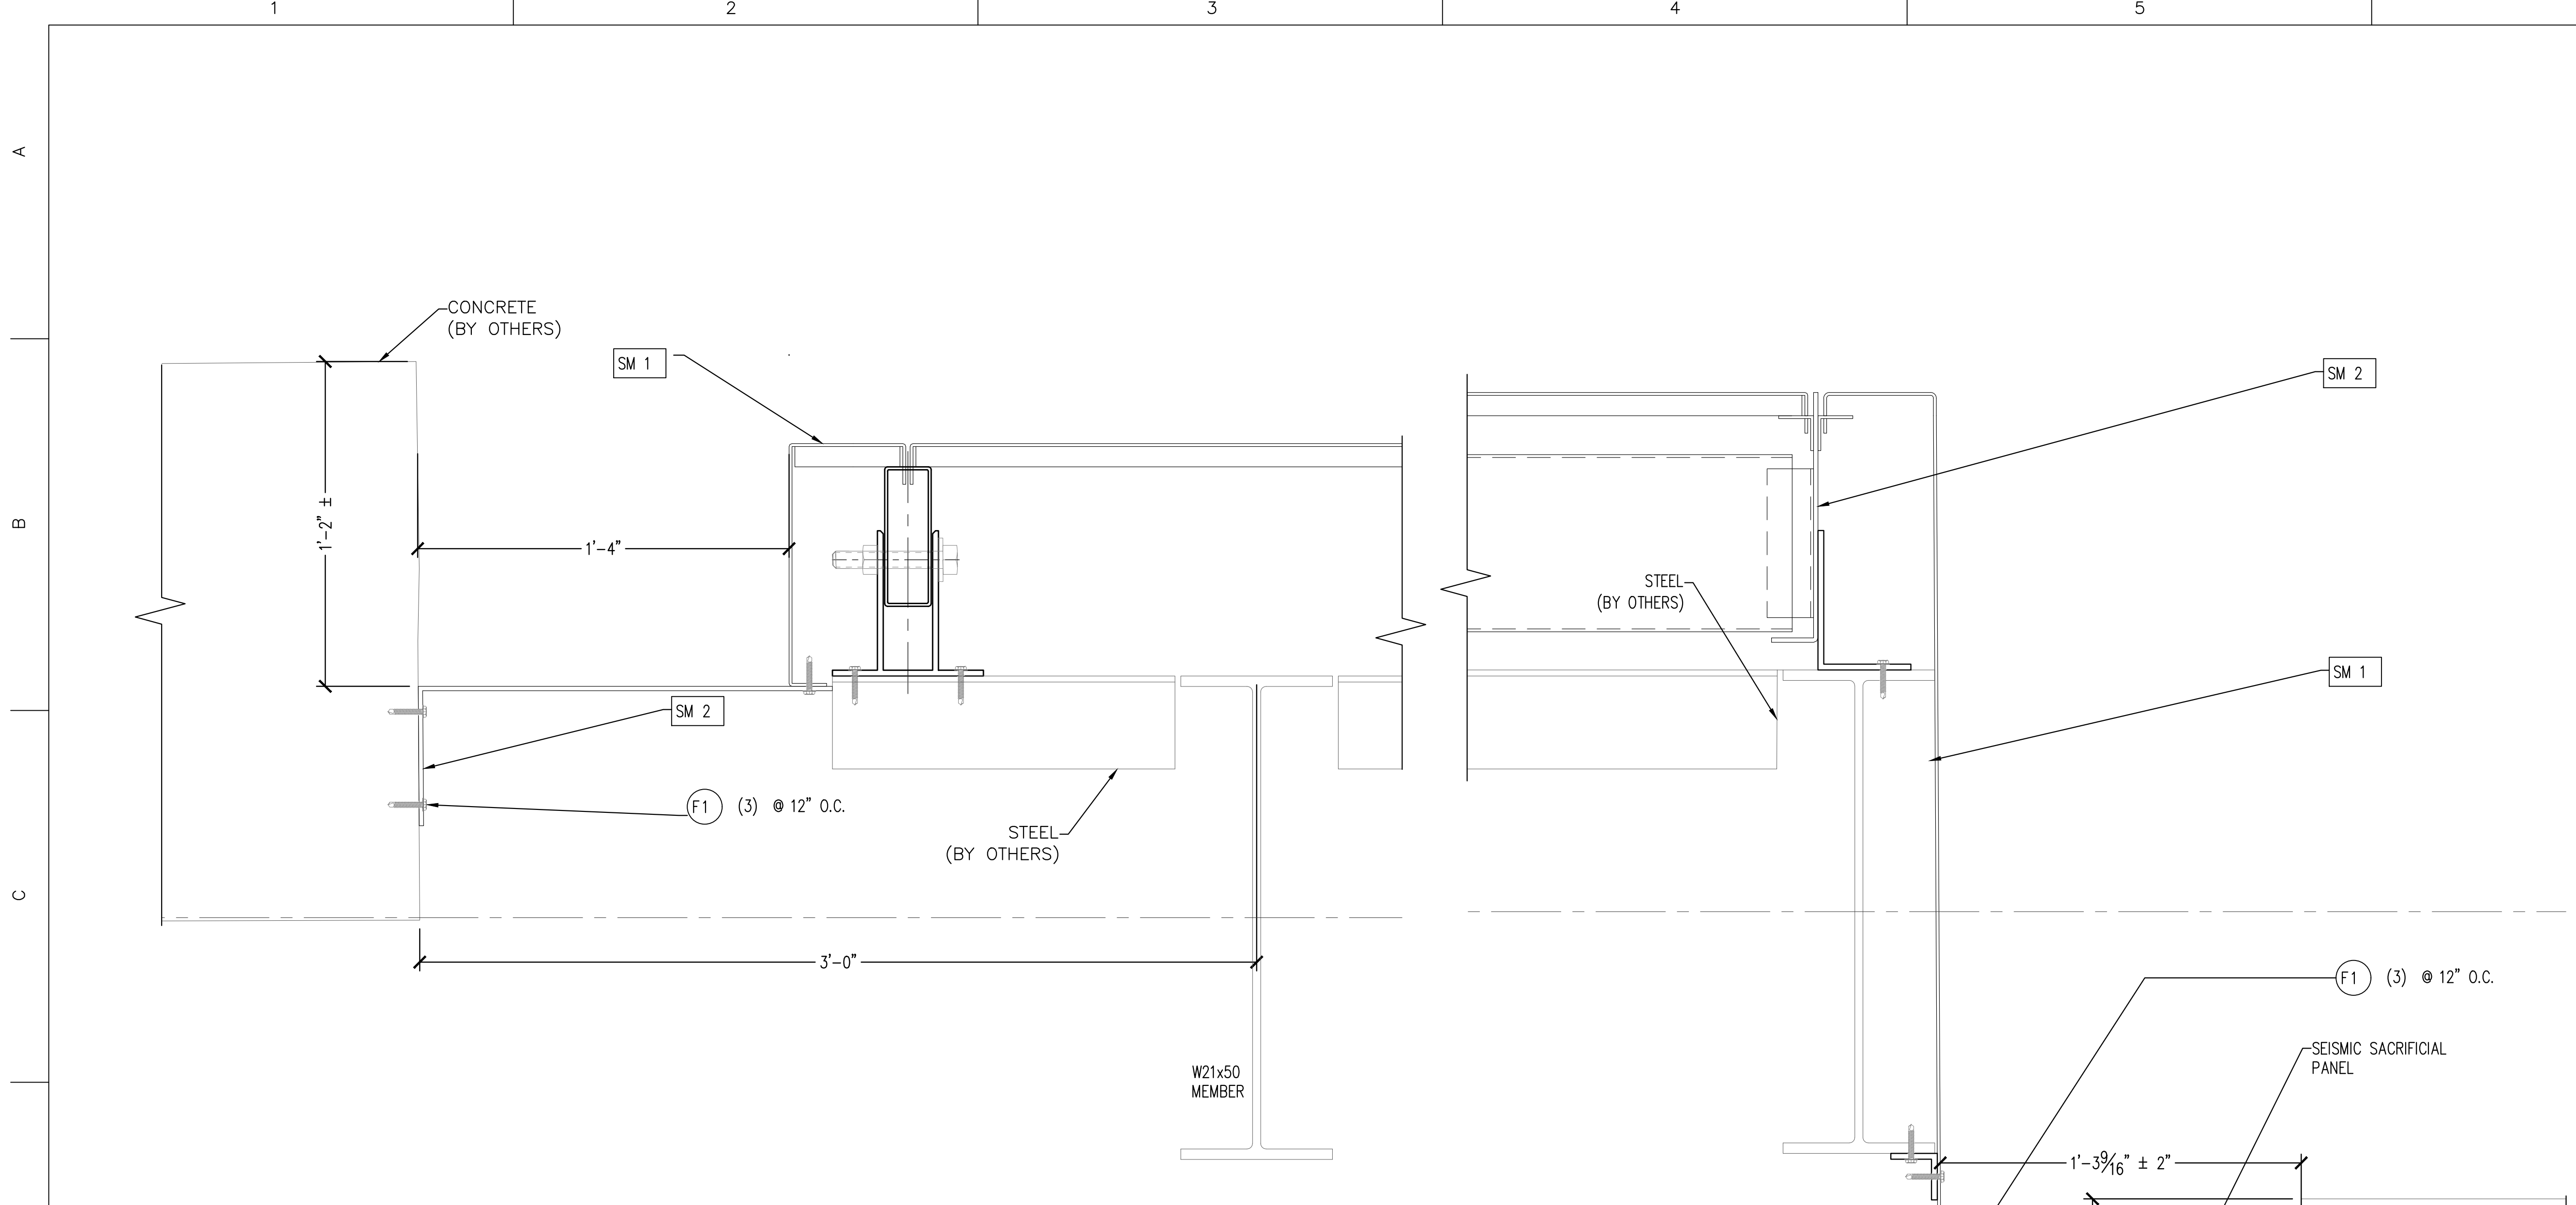 1
2
3
4
5
A
B
C
CONCRETE
(BY OTHERS)
SM 1
SM 2
1'-2" ±
1'-4"
STEEL
(BY OTHERS)
SM 1
SM 2
F1 (3) @ 12" O.C.
STEEL
(BY OTHERS)
3'-0"
F1 (3) @ 12" O.C.
SEISMIC SACRIFICIAL
PANEL
W21x50
MEMBER
1'-3 9/16" ± 2"